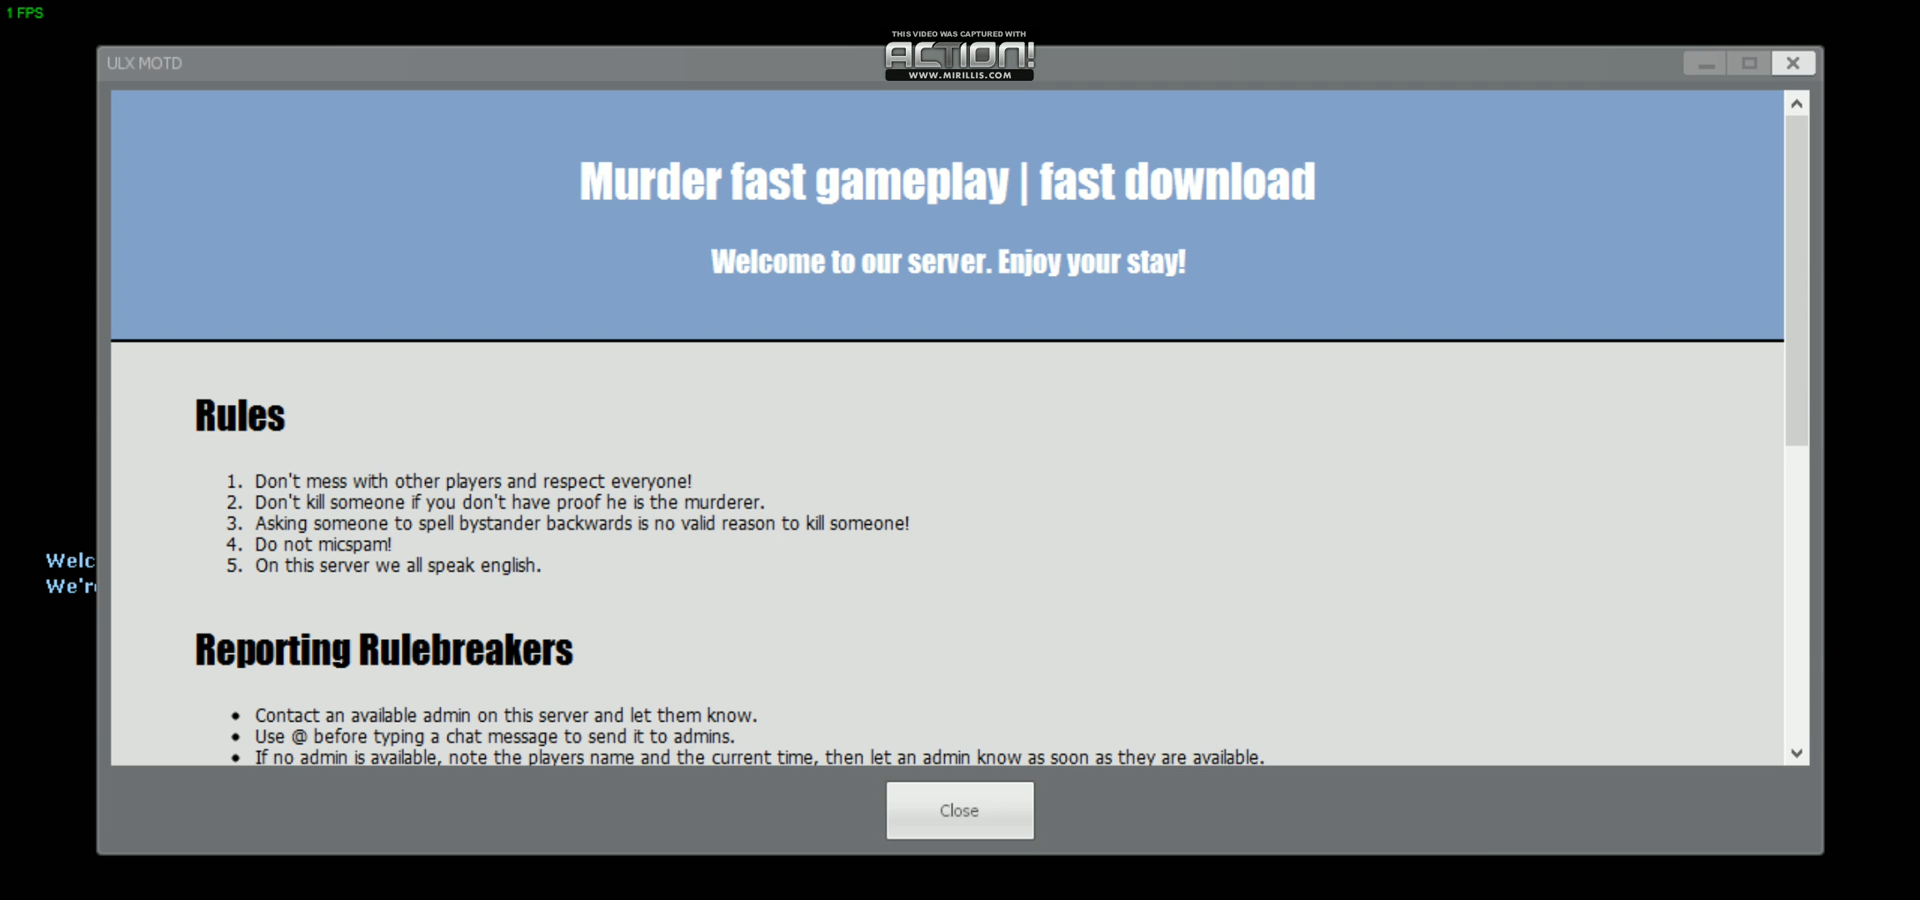 1 FPS
THIS VIDEO WAS CAPTURED WITH
ACTION!
WWW.MIRILLIS.COM
ULX MOTD
Murder fast gameplay | fast download
Welcome to our server. Enjoy your stay!
Rules
1. Don't mess with other players and respect everyone!
2. Don't kill someone if you don't have proof he is the murderer.
3. Asking someone to spell bystander backwards is no valid reason to kill someone!
4. Do not micspam!
5. On this server we all speak english.
Welc
We're
Reporting Rulebreakers
• Contact an available admin on this server and let them know.
• Use @ before typing a chat message to send it to admins.
• If no admin is available, note the players name and the current time, then let an admin know as soon as they are available.
Close